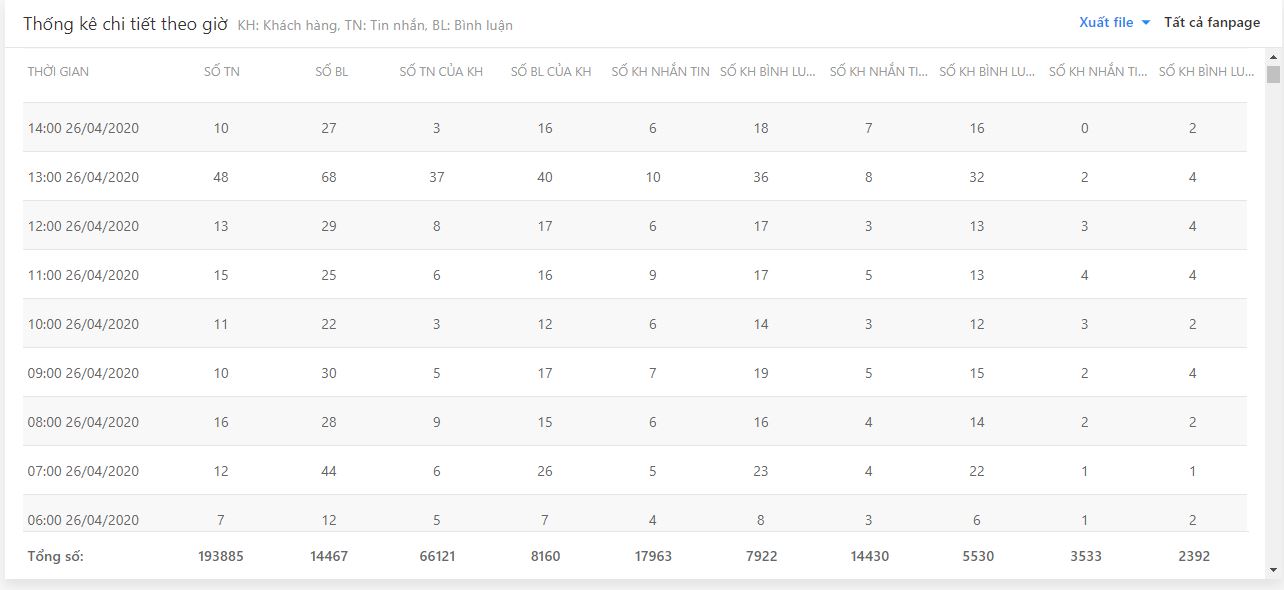 Thống kê chi tiết theo giờ KH: Khách hàng, TN: Tin nhắn, BL: Bình luận Xuất file Tất cả fanpage
THỜI GIAN SỐ TN SỐ BL SỐ TN CỦA KH SỐ BL CỦA KH SỐ KH NHẮN TIN SỐ KH BÌNH LU... SỐ KH NHẮN TI... SỐ KH BÌNH LU... SỐ KH NHẮN TI... SỐ KH BÌNH LU...
14:00 26/04/2020 10 27 3 16 6 18 7 16 0 2
13:00 26/04/2020 48 68 37 40 10 36 8 32 2 4
12:00 26/04/2020 13 29 8 17 6 17 3 13 3 4
11:00 26/04/2020 15 25 6 16 9 17 5 13 4 4
10:00 26/04/2020 11 22 3 12 6 14 3 12 3 2
09:00 26/04/2020 10 30 5 17 7 19 5 15 2 4
08:00 26/04/2020 16 28 9 15 6 16 4 14 2 2
07:00 26/04/2020 12 44 6 26 5 23 4 22 1 1
06:00 26/04/2020 7 12 5 7 4 8 3 6 1 2
Tổng số: 193885 14467 66121 8160 17963 7922 14430 5530 3533 2392